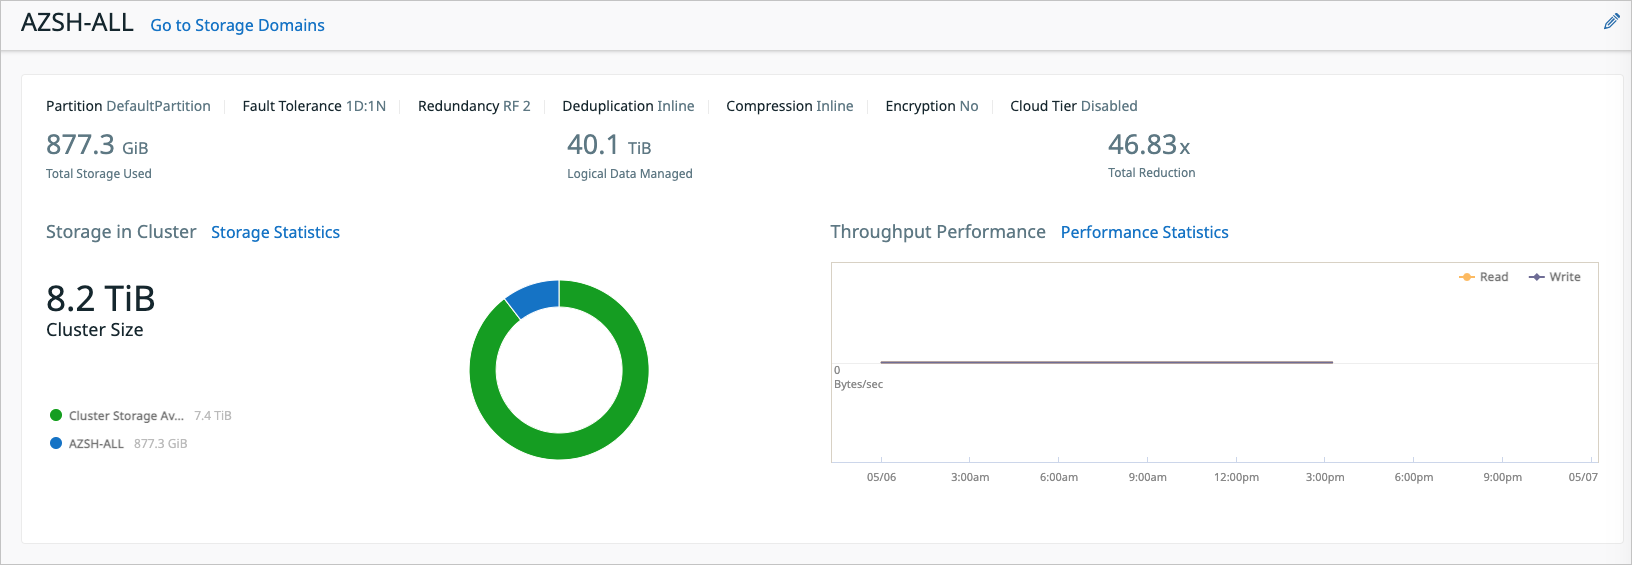 AZSH-ALL Go to Storage Domains
Partition DefaultPartition Fault Tolerance 1D:1N Redundancy RF 2 Deduplication Inline Compression Inline Encryption No Cloud Tier Disabled
877.3 GiB 40.1 TiB 46.83x
Total Storage Used Logical Data Managed Total Reduction
Storage in Cluster Storage Statistics
8.2 TiB
Cluster Size
Cluster Storage Av... 7.4 TiB
AZSH-ALL 877.3 GiB
Throughput Performance Performance Statistics
Read Write
0
Bytes/sec
05/06 3:00am 6:00am 9:00am 12:00pm 3:00pm 6:00pm 9:00pm 05/07